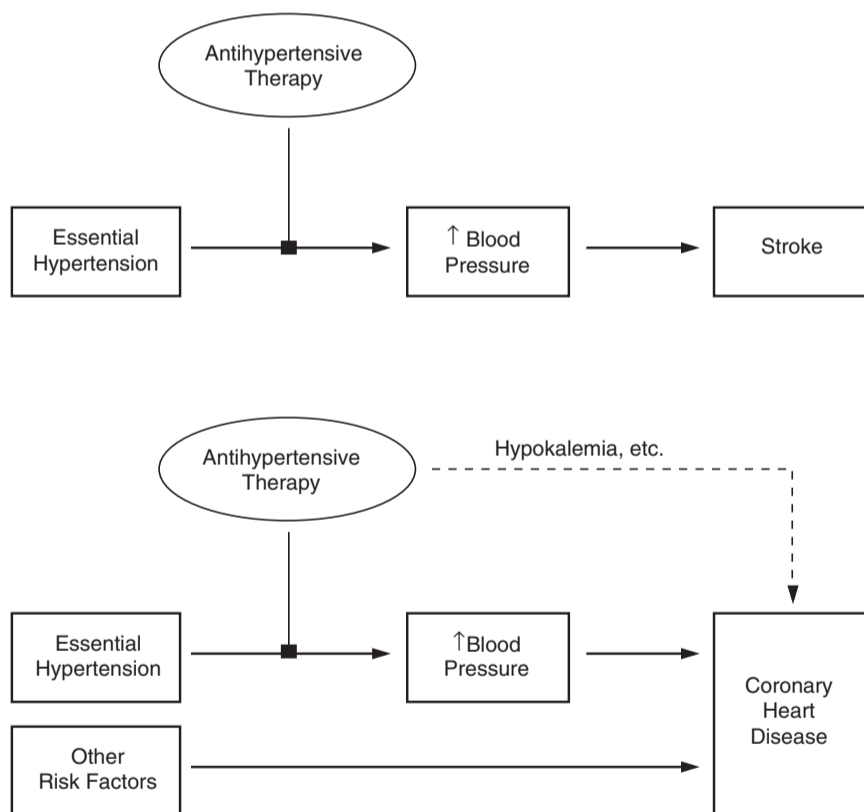 Antihypertensive
Therapy
Essential
Hypertension
↑ Blood
Pressure
Stroke
Antihypertensive
Therapy
Hypokalemia, etc.
Essential
Hypertension
↑Blood
Pressure
Coronary
Heart
Disease
Other
Risk Factors